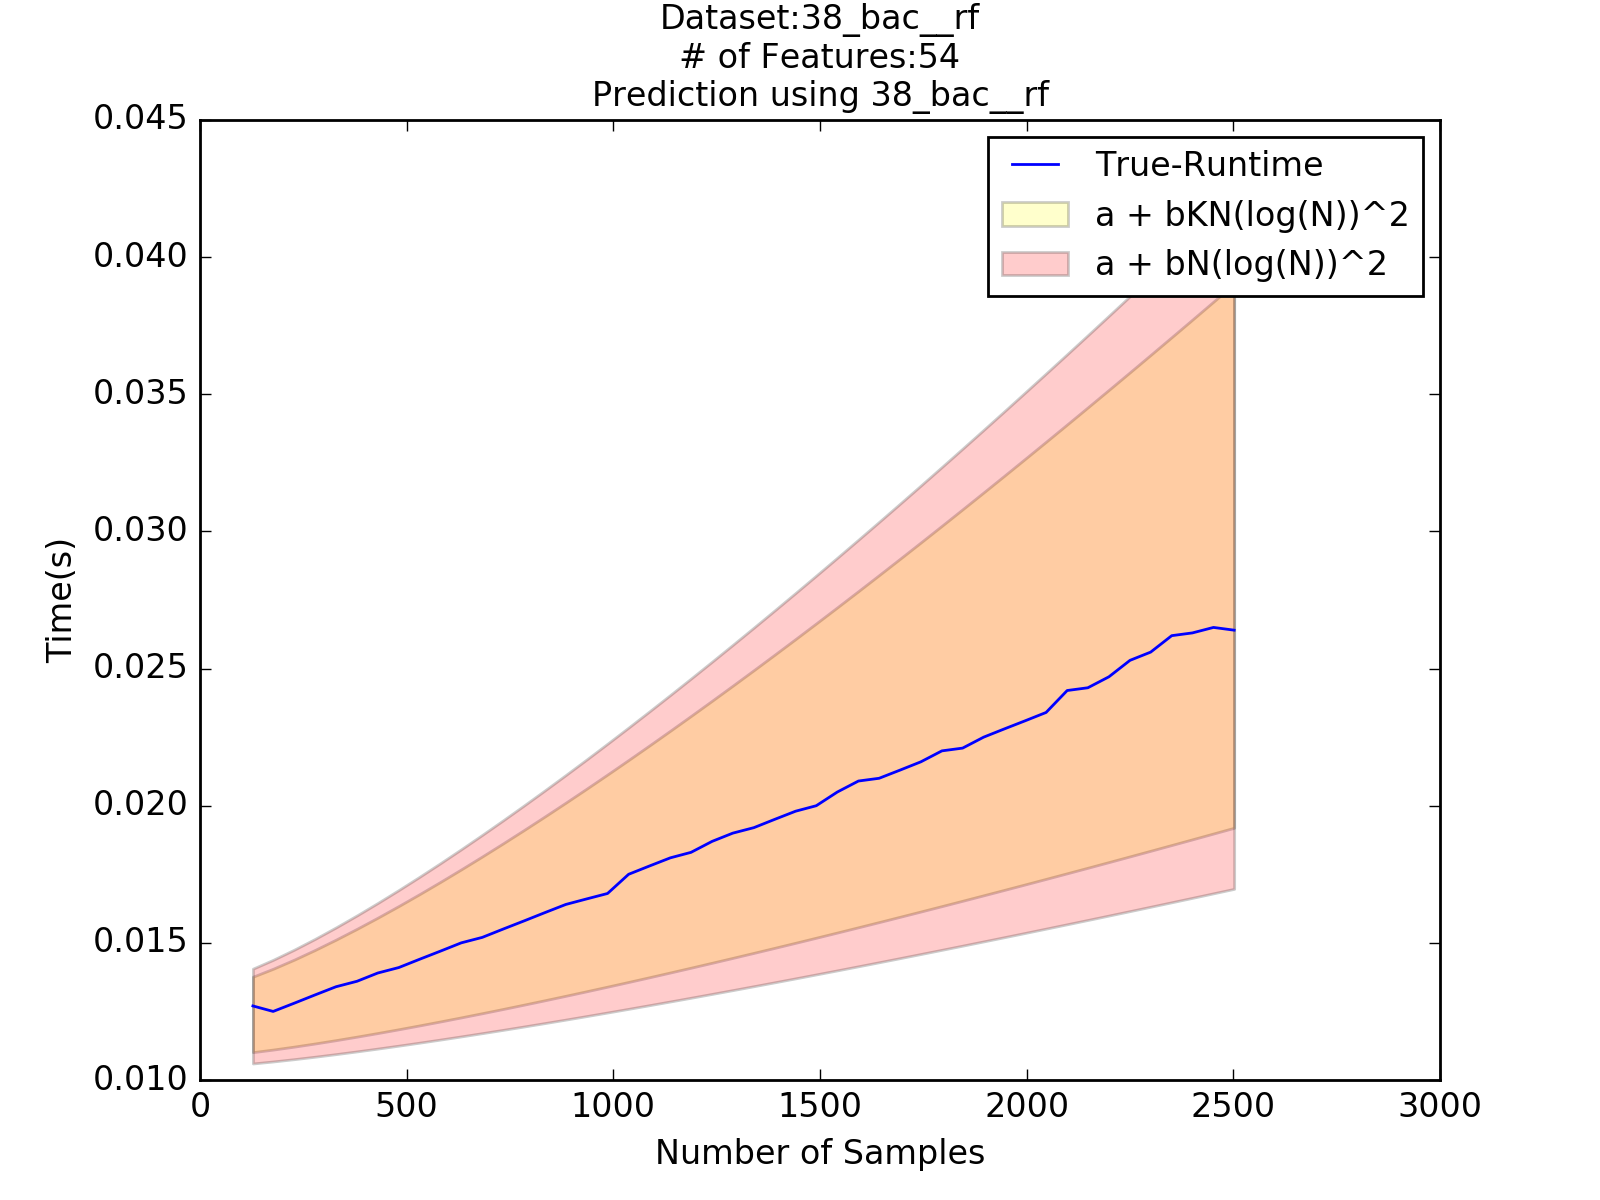 Dataset:38_bac__rf
# of Features:54
Prediction using 38_bac__rf
0.045
0.040
0.035
0.030
0.025
0.020
0.015
0.010
Time(s)
True-Runtime
a + bKN(log(N))^2
a + bN(log(N))^2
0 500 1000 1500 2000 2500 3000
Number of Samples